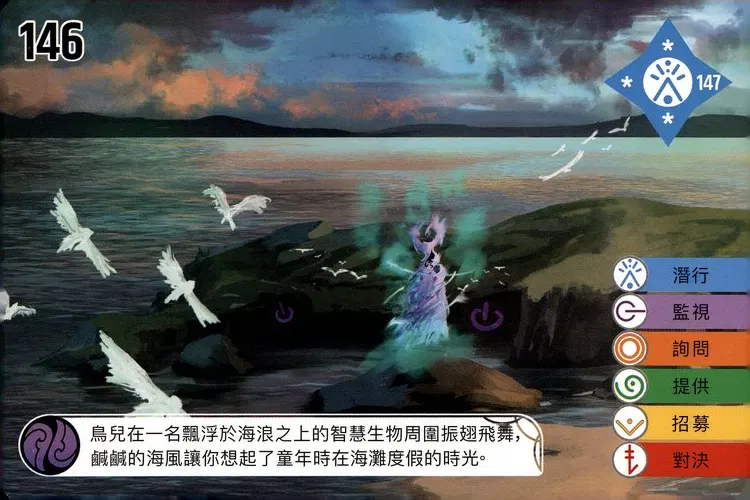 146
147
潛行
監視
詢問
提供
招募
對決
鳥兒在一名飄浮於海浪之上的智慧生物周圍振翅飛舞，
鹹鹹的海風讓你想起了童年時在海灘度假的時光。